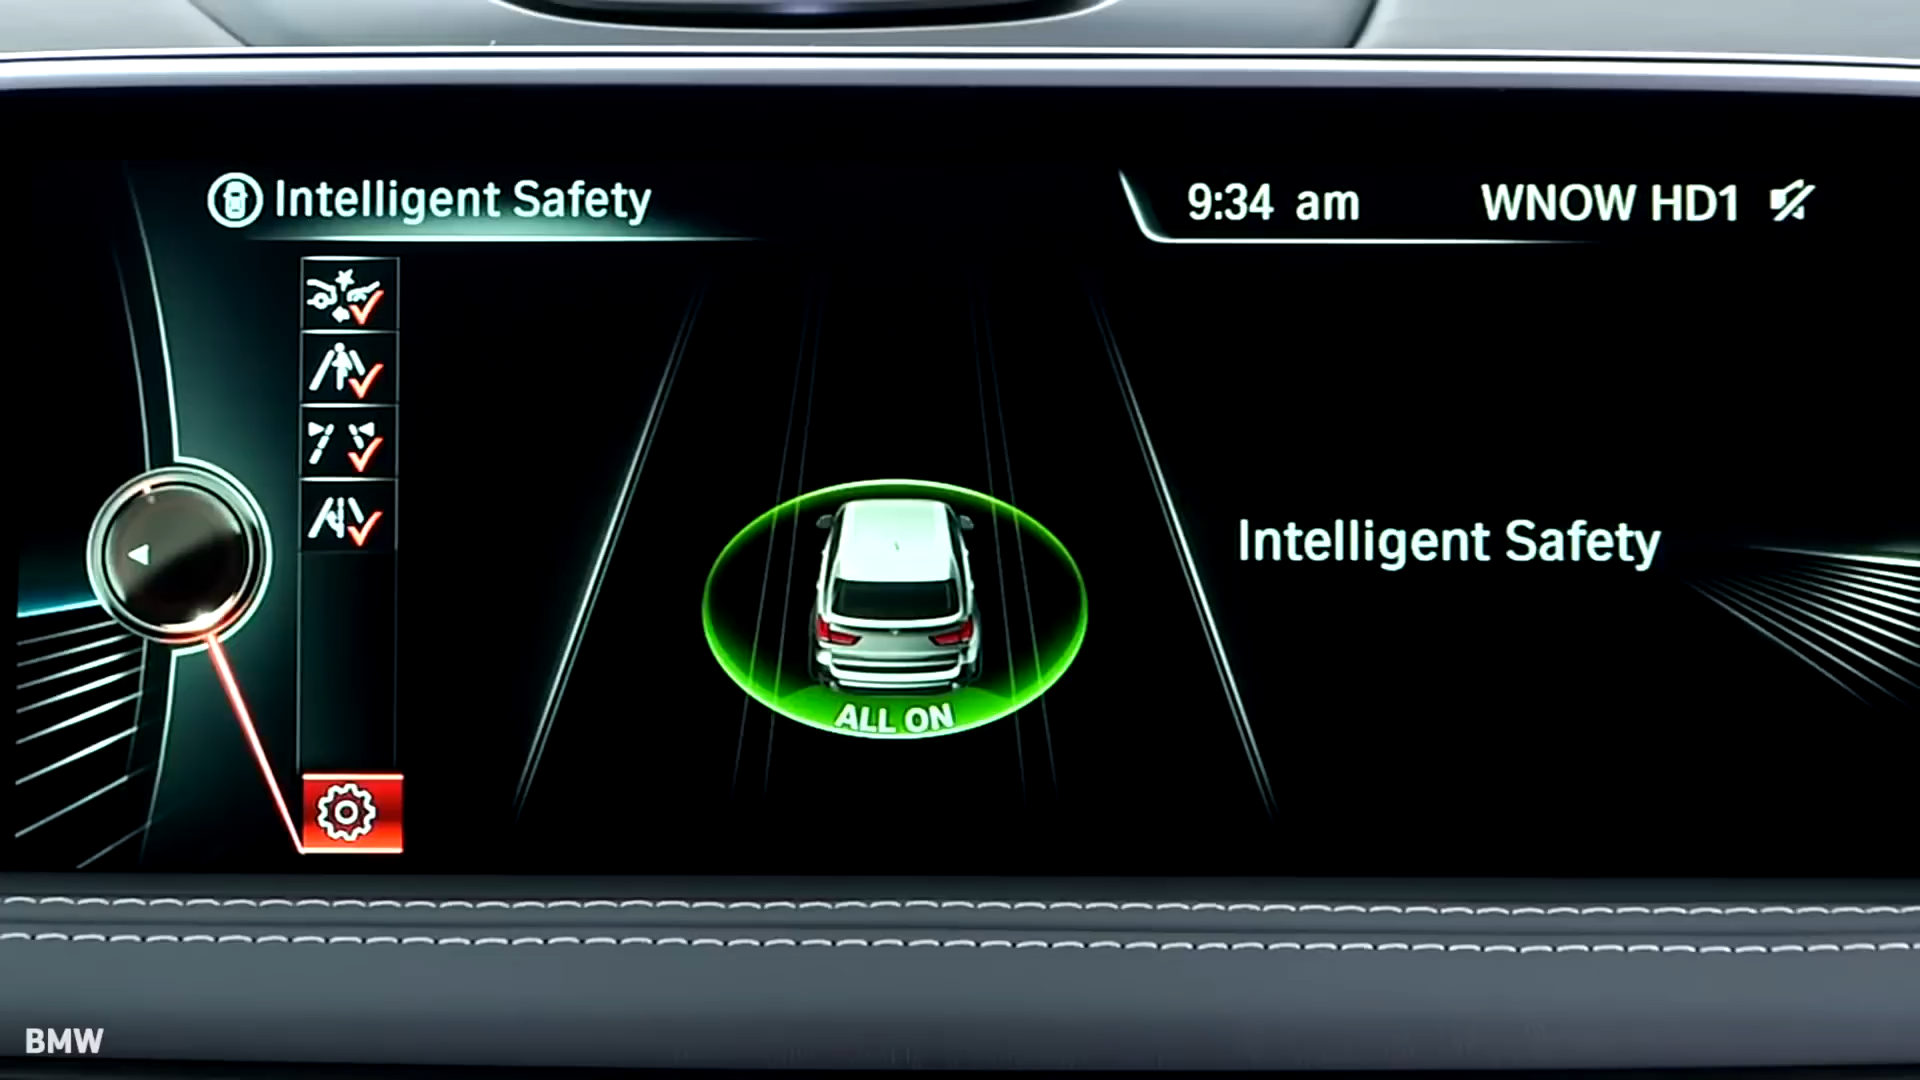 Intelligent Safety
9:34 am
WNOW HD1
Intelligent Safety
ALL ON
BMW